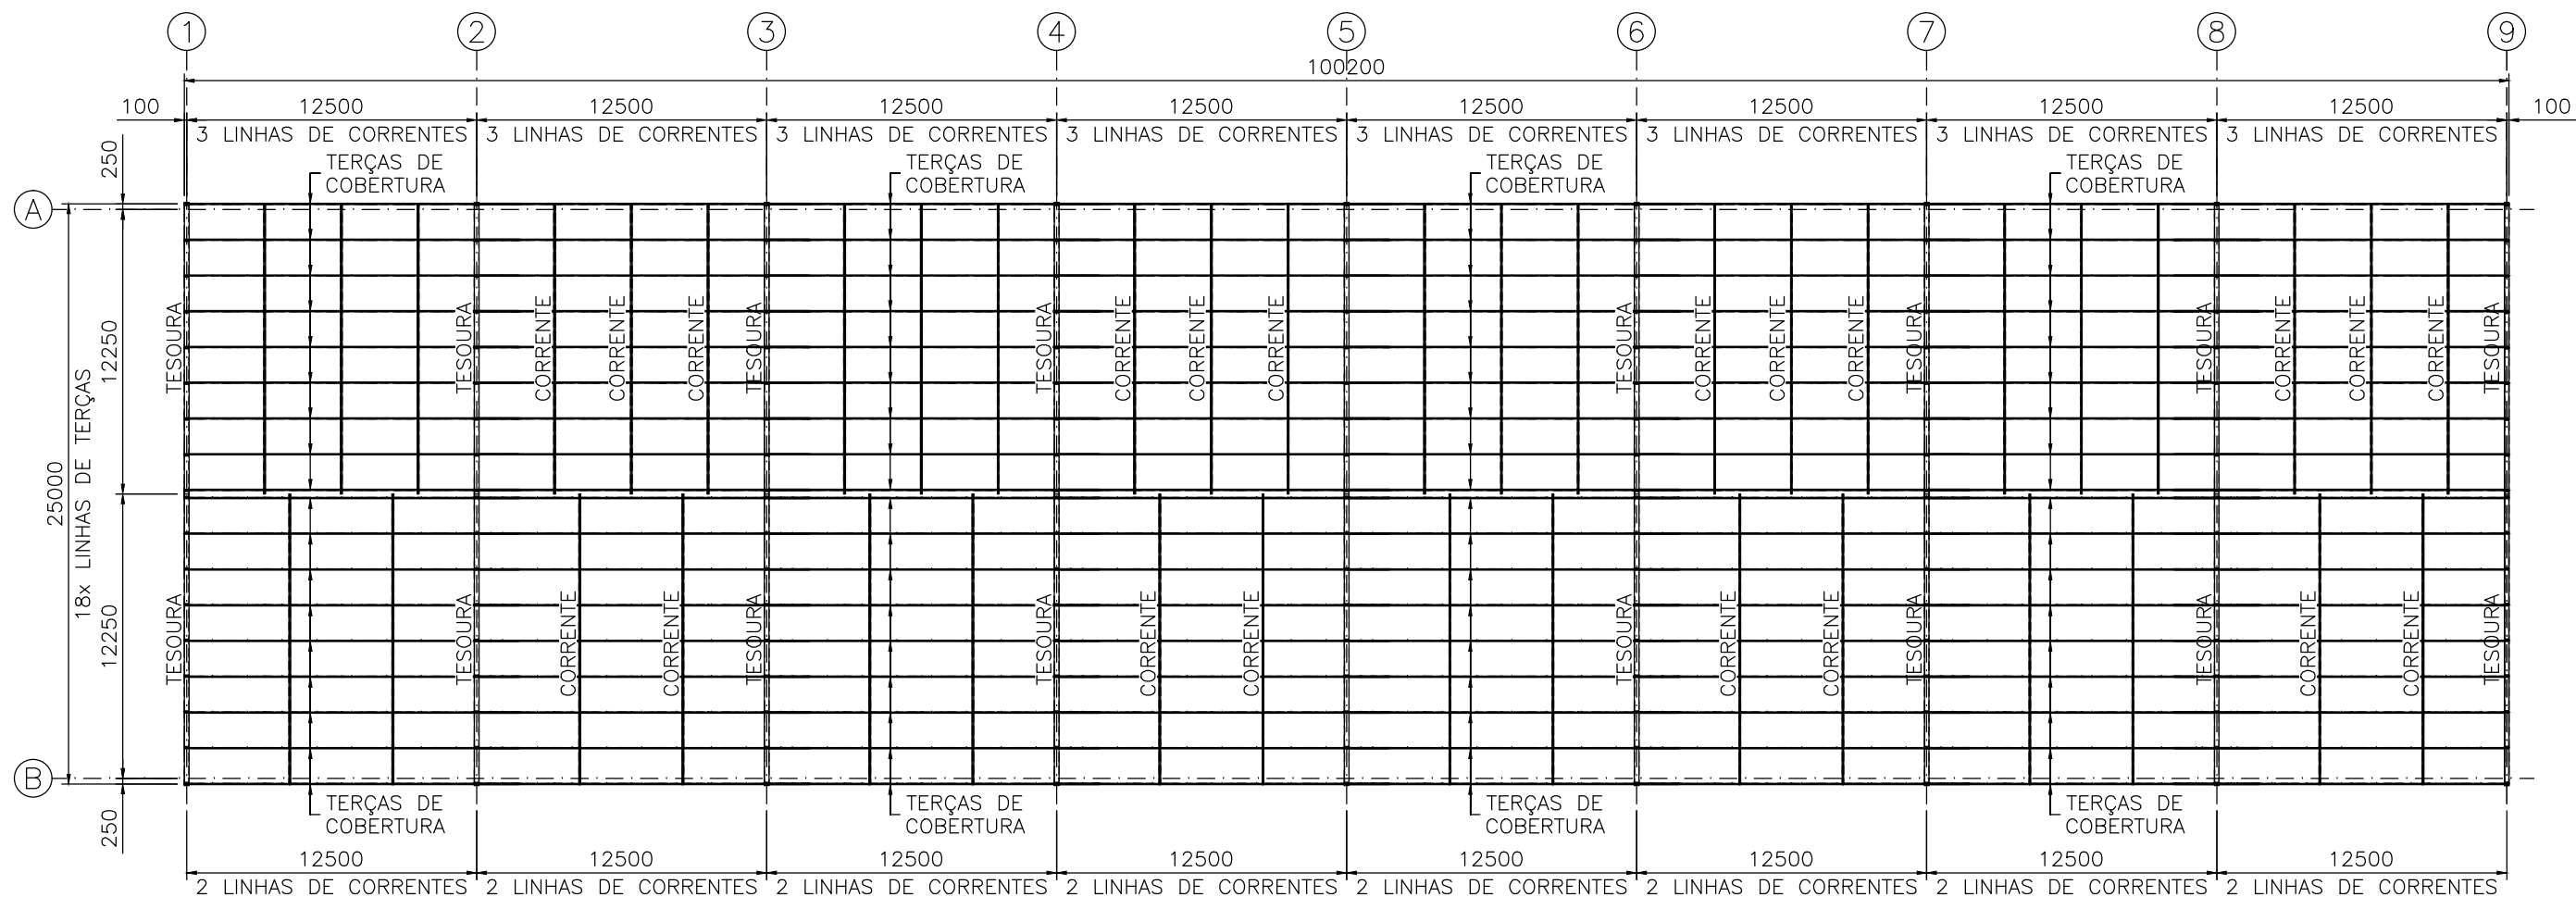 1 2 3 4 5 6 7 8 9
100200
100 12500 12500 12500 12500 12500 12500 12500 12500 100
3 LINHAS DE CORRENTES 3 LINHAS DE CORRENTES 3 LINHAS DE CORRENTES 3 LINHAS DE CORRENTES 3 LINHAS DE CORRENTES 3 LINHAS DE CORRENTES 3 LINHAS DE CORRENTES 3 LINHAS DE CORRENTES
250
TERÇAS DE
COBERTURA
TERÇAS DE
COBERTURA
TERÇAS DE
COBERTURA
TERÇAS DE
COBERTURA
A
12250
TESOURA
TESOURA
CORRENTE
CORRENTE
CORRENTE
TESOURA
TESOURA
CORRENTE
CORRENTE
CORRENTE
TESOURA
CORRENTE
CORRENTE
CORRENTE
TESOURA
TESOURA
CORRENTE
CORRENTE
CORRENTE
TESOURA
25000
18x LINHAS DE TERÇAS
12250
TESOURA
TESOURA
CORRENTE
CORRENTE
TESOURA
TESOURA
CORRENTE
CORRENTE
TESOURA
CORRENTE
CORRENTE
TESOURA
TESOURA
CORRENTE
CORRENTE
TESOURA
B
250
TERÇAS DE
COBERTURA
TERÇAS DE
COBERTURA
TERÇAS DE
COBERTURA
TERÇAS DE
COBERTURA
12500 12500 12500 12500 12500 12500 12500 12500
2 LINHAS DE CORRENTES 2 LINHAS DE CORRENTES 2 LINHAS DE CORRENTES 2 LINHAS DE CORRENTES 2 LINHAS DE CORRENTES 2 LINHAS DE CORRENTES 2 LINHAS DE CORRENTES 2 LINHAS DE CORRENTES